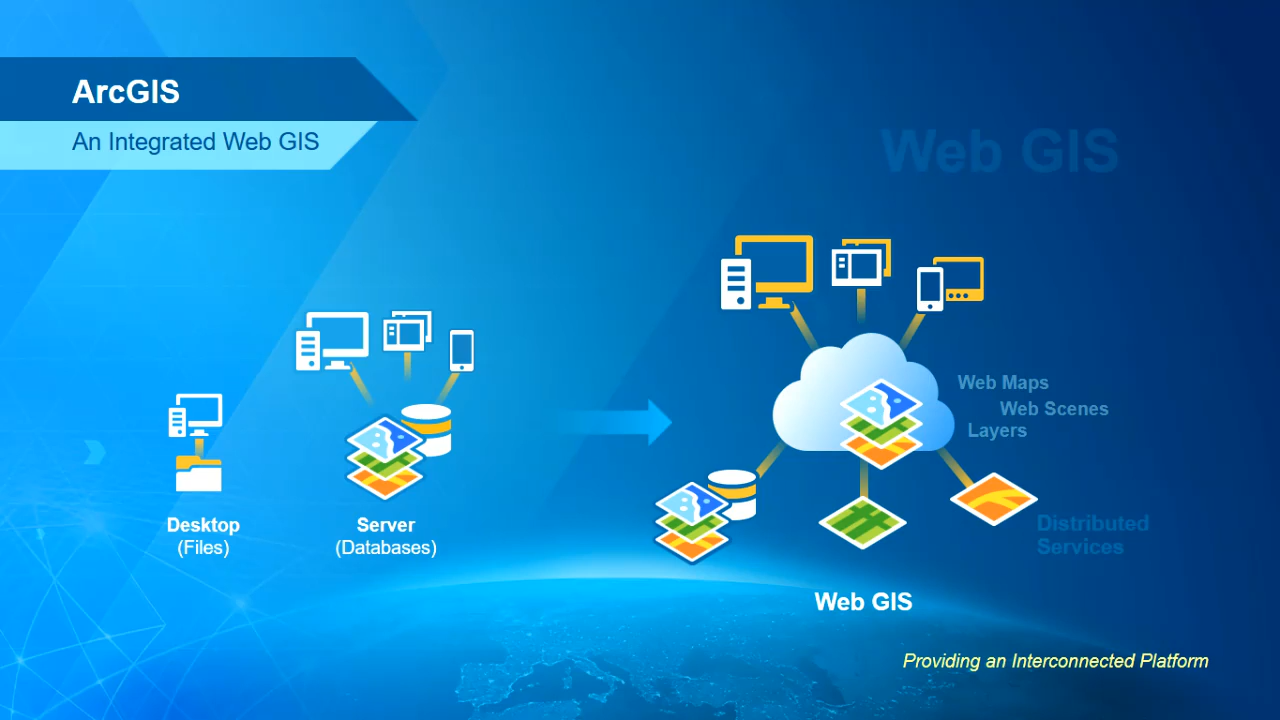 ArcGIS
An Integrated Web GIS
Web GIS
Web Maps
Web Scenes
Layers
Distributed
Services
Desktop
(Files)
Server
(Databases)
Web GIS
Providing an Interconnected Platform